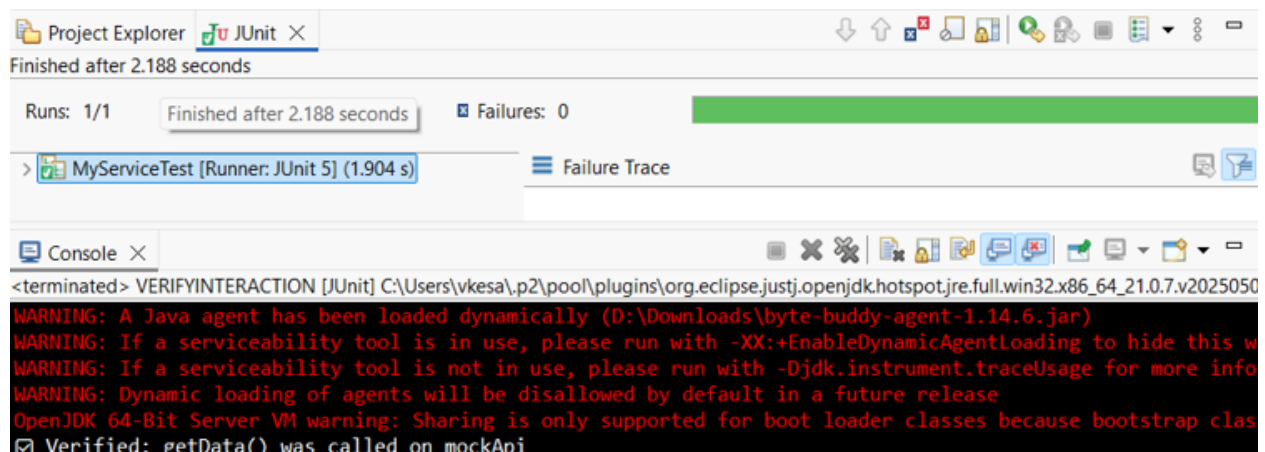 Project Explorer JUnit
Finished after 2.188 seconds
Runs: 1/1 Finished after 2.188 seconds Failures: 0
MyServiceTest [Runner: JUnit 5] (1.904 s) Failure Trace
Console
<terminated> VERIFYINTERACTION [JUnit] C:\Users\vkesa\.p2\pool\plugins\org.eclipse.justj.openjdk.hotspot.jre.full.win32.x86_64_21.0.7.v2025050
WARNING: A Java agent has been loaded dynamically (D:\Downloads\byte-buddy-agent-1.14.6.jar)
WARNING: If a serviceability tool is in use, please run with -XX:+EnableDynamicAgentLoading to hide this w
WARNING: If a serviceability tool is not in use, please run with -Djdk.instrument.traceUsage for more info
WARNING: Dynamic loading of agents will be disallowed by default in a future release
OpenJDK 64-Bit Server VM warning: Sharing is only supported for boot loader classes because bootstrap clas
☑ Verified: getData() was called on mockApi